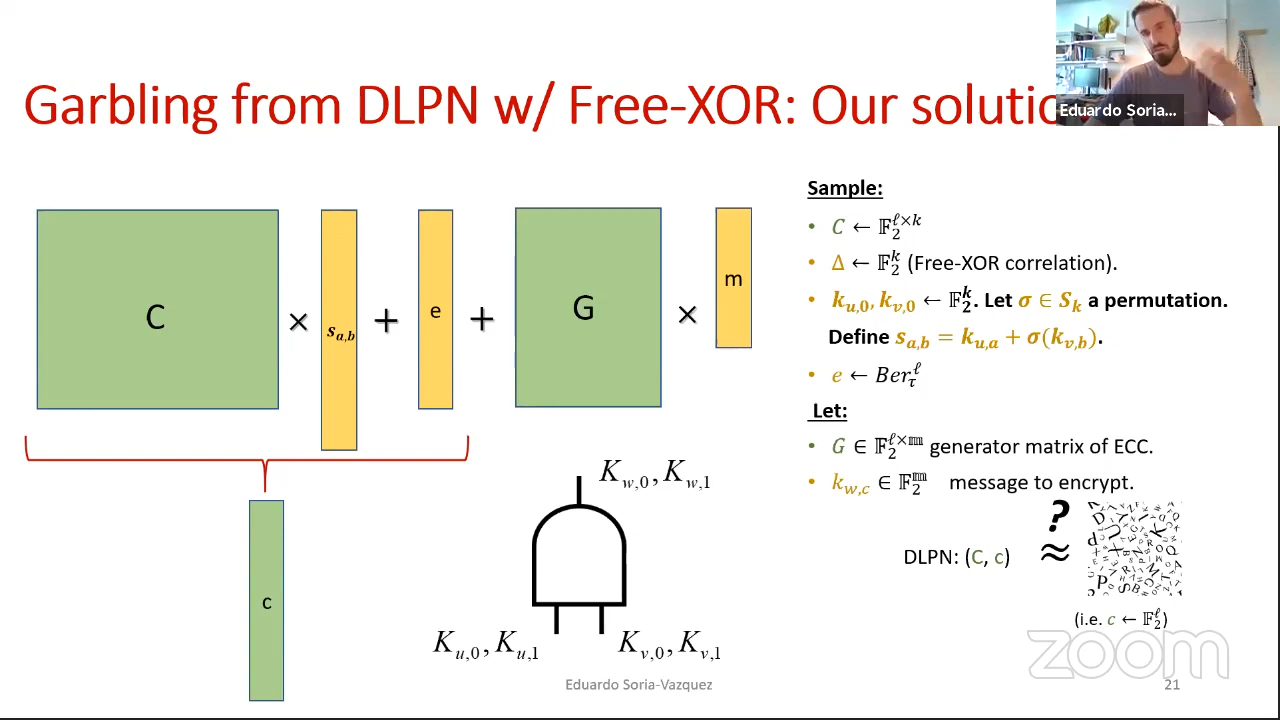 Garbling from DLPN w/ Free-XOR: Our solutio
Eduardo Soria...
C × s_{a,b} + e + G × m
c
K_{w,0}, K_{w,1}
K_{u,0}, K_{u,1}
K_{v,0}, K_{v,1}
Sample:
• C ← 𝔽_2^{ℓ×k}
• Δ ← 𝔽_2^k (Free-XOR correlation).
• k_{u,0}, k_{v,0} ← 𝔽_2^k. Let σ ∈ S_k a permutation.
Define s_{a,b} = k_{u,a} + σ(k_{v,b}).
• e ← Ber_τ^ℓ
Let:
• G ∈ 𝔽_2^{ℓ×𝕞} generator matrix of ECC.
• k_{w,c} ∈ 𝔽_2^𝕞 message to encrypt.
DLPN: (C, c)
?
≈
(i.e. c ← 𝔽_2^ℓ)
zoom
Eduardo Soria-Vazquez
21